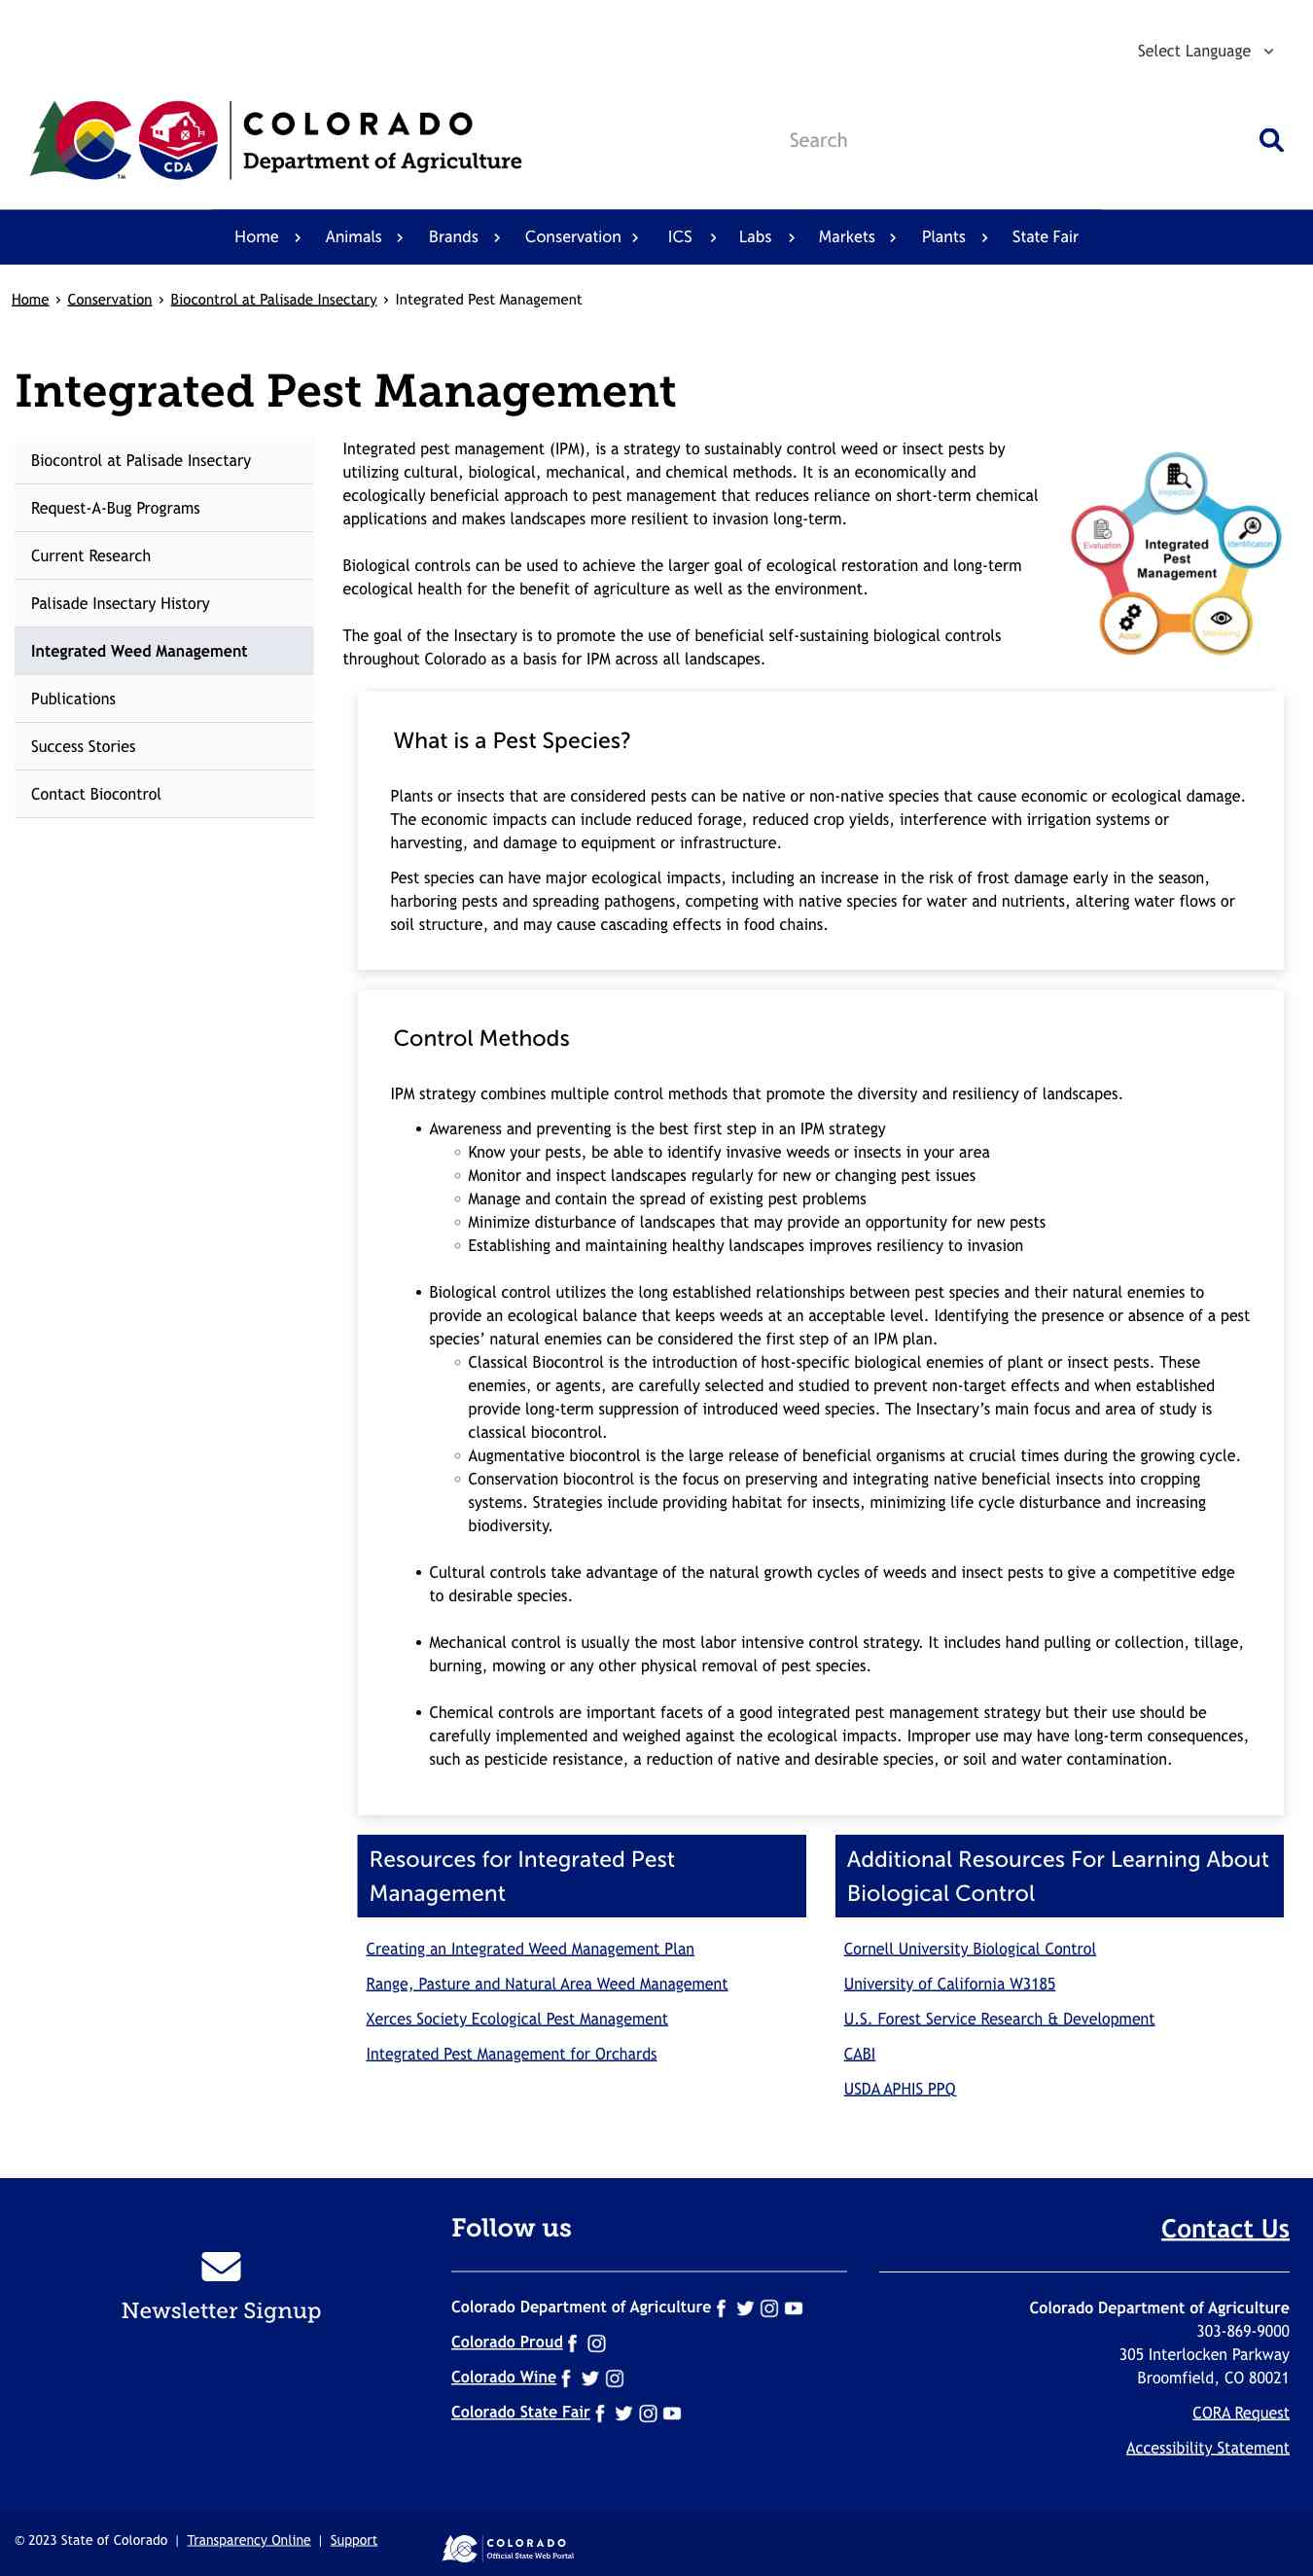 Select Language
COLORADO
Department of Agriculture
CDA
TM
Search
Home Animals Brands Conservation ICS Labs Markets Plants State Fair
Home › Conservation › Biocontrol at Palisade Insectary › Integrated Pest Management
Integrated Pest Management
Biocontrol at Palisade Insectary
Request-A-Bug Programs
Current Research
Palisade Insectary History
Integrated Weed Management
Publications
Success Stories
Contact Biocontrol
Integrated pest management (IPM), is a strategy to sustainably control weed or insect pests by
utilizing cultural, biological, mechanical, and chemical methods. It is an economically and
ecologically beneficial approach to pest management that reduces reliance on short-term chemical
applications and makes landscapes more resilient to invasion long-term.
Biological controls can be used to achieve the larger goal of ecological restoration and long-term
ecological health for the benefit of agriculture as well as the environment.
The goal of the Insectary is to promote the use of beneficial self-sustaining biological controls
throughout Colorado as a basis for IPM across all landscapes.
Inspection
Evaluation
Identification
Integrated
Pest
Management
Action
Monitoring
What is a Pest Species?
Plants or insects that are considered pests can be native or non-native species that cause economic or ecological damage.
The economic impacts can include reduced forage, reduced crop yields, interference with irrigation systems or
harvesting, and damage to equipment or infrastructure.
Pest species can have major ecological impacts, including an increase in the risk of frost damage early in the season,
harboring pests and spreading pathogens, competing with native species for water and nutrients, altering water flows or
soil structure, and may cause cascading effects in food chains.
Control Methods
IPM strategy combines multiple control methods that promote the diversity and resiliency of landscapes.
• Awareness and preventing is the best first step in an IPM strategy
◦ Know your pests, be able to identify invasive weeds or insects in your area
◦ Monitor and inspect landscapes regularly for new or changing pest issues
◦ Manage and contain the spread of existing pest problems
◦ Minimize disturbance of landscapes that may provide an opportunity for new pests
◦ Establishing and maintaining healthy landscapes improves resiliency to invasion
• Biological control utilizes the long established relationships between pest species and their natural enemies to
provide an ecological balance that keeps weeds at an acceptable level. Identifying the presence or absence of a pest
species’ natural enemies can be considered the first step of an IPM plan.
◦ Classical Biocontrol is the introduction of host-specific biological enemies of plant or insect pests. These
enemies, or agents, are carefully selected and studied to prevent non-target effects and when established
provide long-term suppression of introduced weed species. The Insectary’s main focus and area of study is
classical biocontrol.
◦ Augmentative biocontrol is the large release of beneficial organisms at crucial times during the growing cycle.
◦ Conservation biocontrol is the focus on preserving and integrating native beneficial insects into cropping
systems. Strategies include providing habitat for insects, minimizing life cycle disturbance and increasing
biodiversity.
• Cultural controls take advantage of the natural growth cycles of weeds and insect pests to give a competitive edge
to desirable species.
• Mechanical control is usually the most labor intensive control strategy. It includes hand pulling or collection, tillage,
burning, mowing or any other physical removal of pest species.
• Chemical controls are important facets of a good integrated pest management strategy but their use should be
carefully implemented and weighed against the ecological impacts. Improper use may have long-term consequences,
such as pesticide resistance, a reduction of native and desirable species, or soil and water contamination.
Resources for Integrated Pest
Management
Creating an Integrated Weed Management Plan
Range, Pasture and Natural Area Weed Management
Xerces Society Ecological Pest Management
Integrated Pest Management for Orchards
Additional Resources For Learning About
Biological Control
Cornell University Biological Control
University of California W3185
U.S. Forest Service Research & Development
CABI
USDA APHIS PPQ
Newsletter Signup
Follow us
Colorado Department of Agriculture
Colorado Proud
Colorado Wine
Colorado State Fair
Contact Us
Colorado Department of Agriculture
303-869-9000
305 Interlocken Parkway
Broomfield, CO 80021
CORA Request
Accessibility Statement
© 2023 State of Colorado | Transparency Online | Support
COLORADO
Official State Web Portal